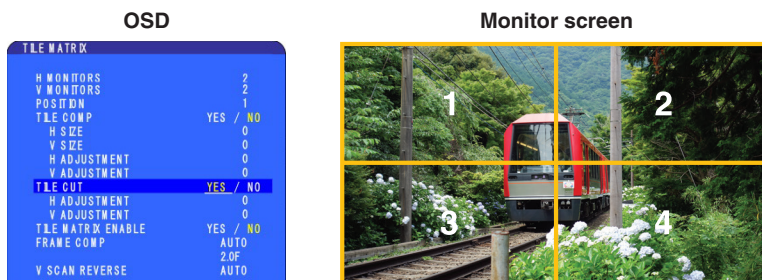 OSD
Monitor screen
TILE MATRIX
H MONITORS 2
V MONITORS 2
POSITION 1
TILE COMP YES / NO
H SIZE 0
V SIZE 0
H ADJUSTMENT 0
V ADJUSTMENT 0
TILE CUT YES / NO
H ADJUSTMENT 0
V ADJUSTMENT 0
TILE MATRIX ENABLE YES / NO
FRAME COMP AUTO
2.0F
V SCAN REVERSE AUTO
1 2
3 4